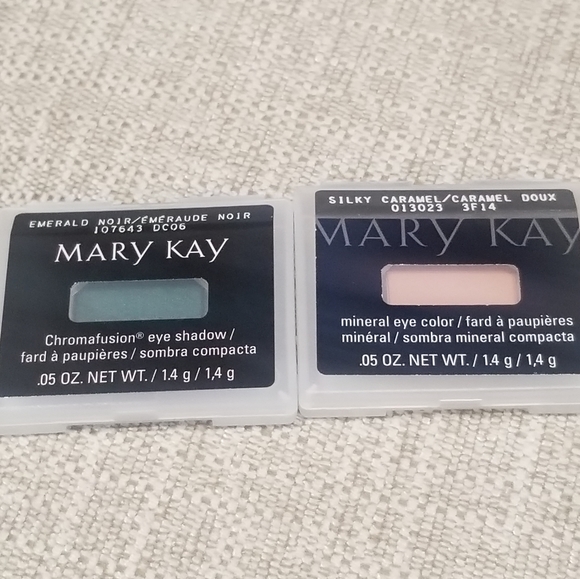 EMERALD NOIR/ÉMÉRAUDE NOIR
107643 DC06
MARY KAY
Chromafusion® eye shadow /
fard à paupières / sombra compacta
.05 OZ. NET WT. / 1.4 g / 1,4 g
SILKY CARAMEL/CARAMEL DOUX
013023 3F14
MARY KAY
mineral eye color / fard à paupières
minéral / sombra mineral compacta
.05 OZ. NET WT. / 1.4 g / 1,4 g